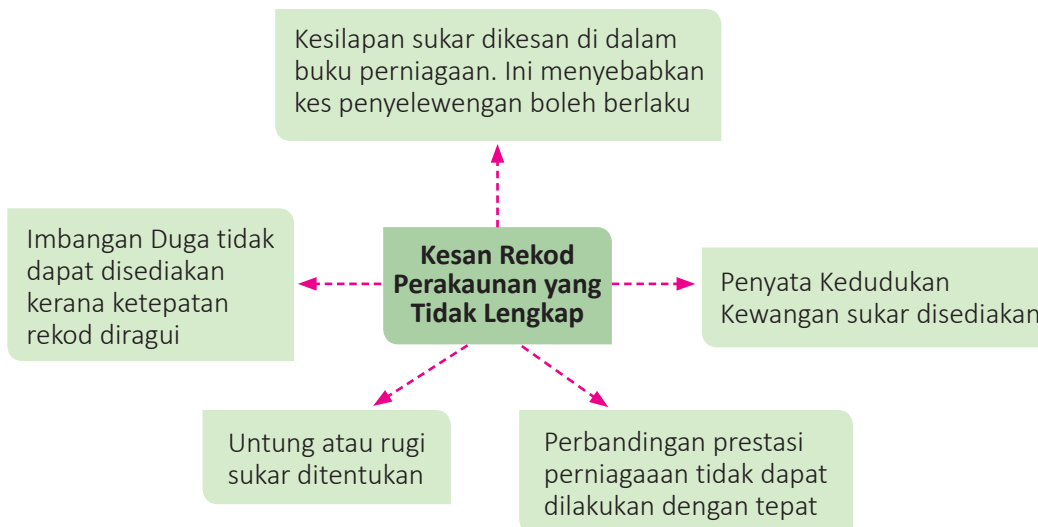 Kesilapan sukar dikesan di dalam
buku perniagaan. Ini menyebabkan
kes penyelewengan boleh berlaku
Imbangan Duga tidak
dapat disediakan
kerana ketepatan
rekod diragui
Kesan Rekod
Perakaunan yang
Tidak Lengkap
Penyata Kedudukan
Kewangan sukar disediakan
Untung atau rugi
sukar ditentukan
Perbandingan prestasi
perniagaaan tidak dapat
dilakukan dengan tepat